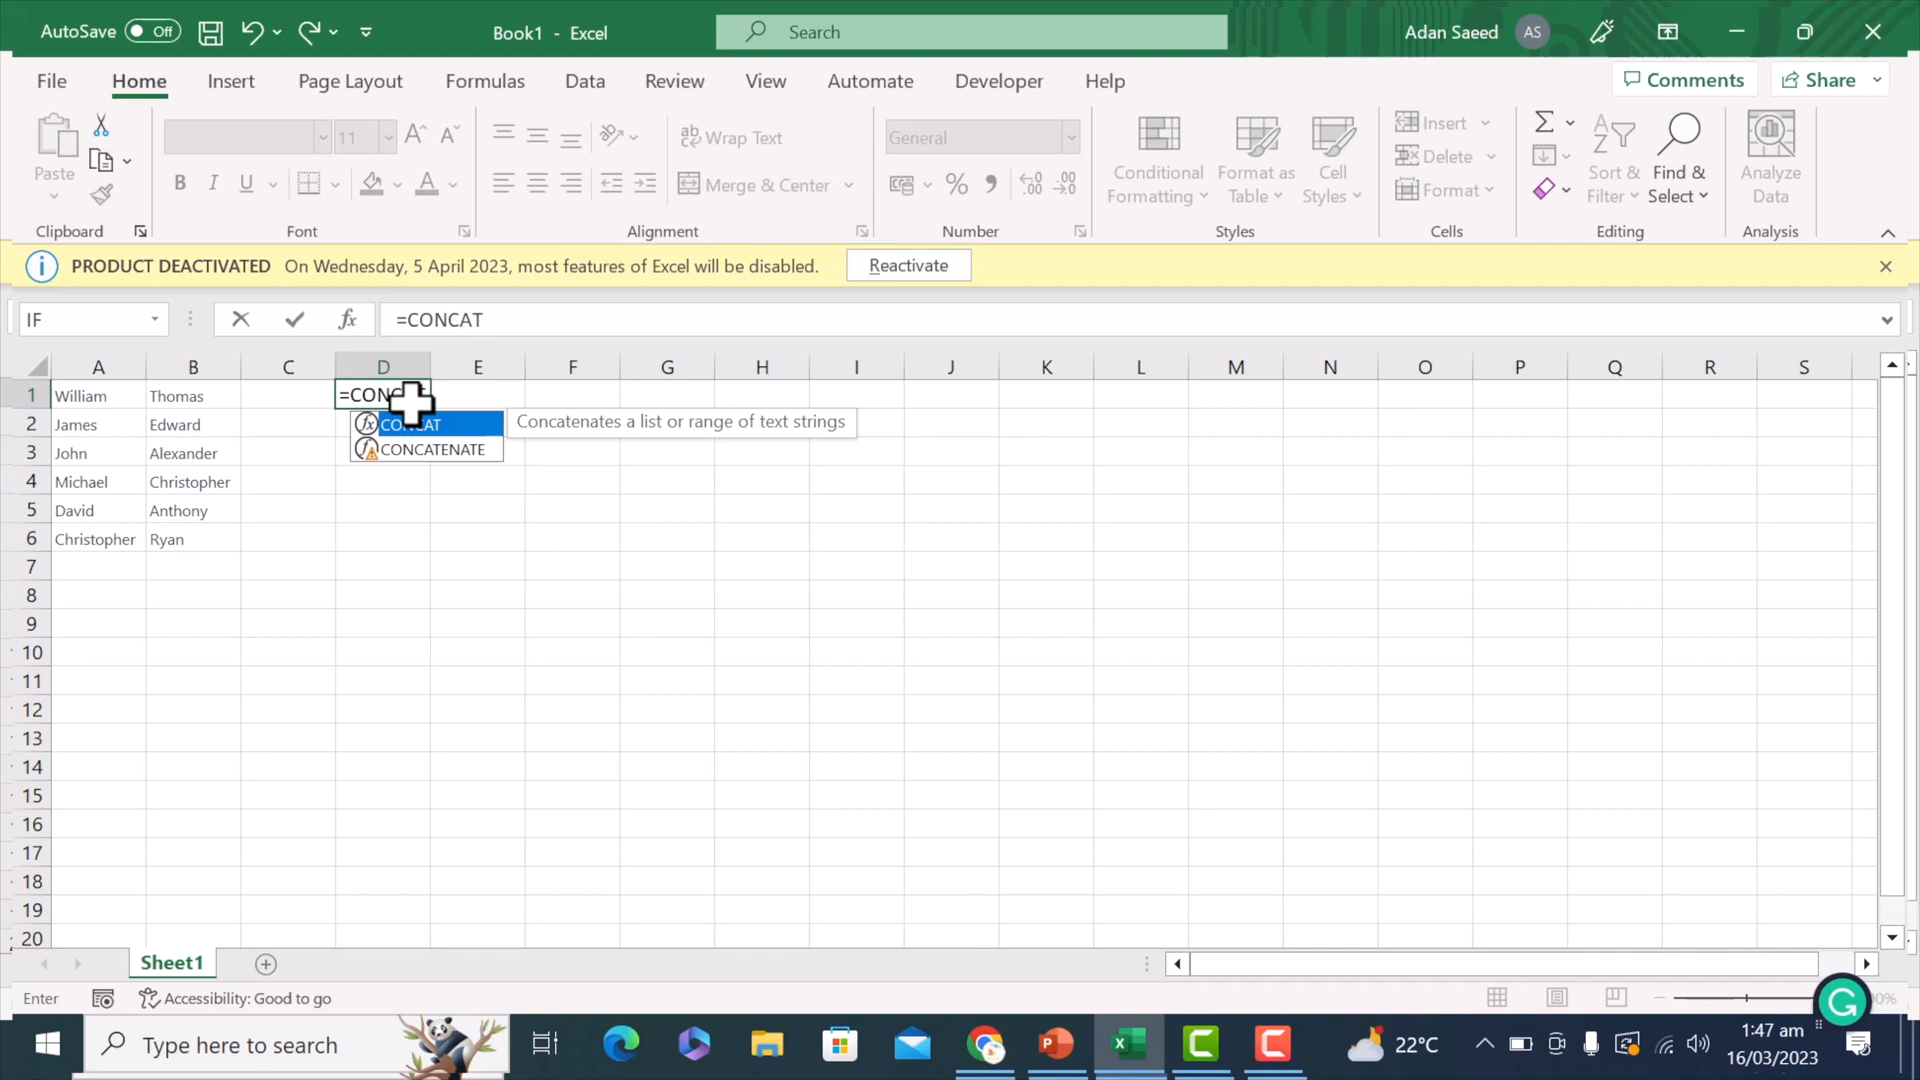 AutoSave Off Book1 - Excel Search Adan Saeed AS
File Home Insert Page Layout Formulas Data Review View Automate Developer Help Comments Share
Paste
Clipboard
11
B I U
Font
ab Wrap Text
Merge & Center
Alignment
General
Number
Conditional Formatting
Format as Table
Cell Styles
Styles
Insert
Delete
Format
Cells
Sort & Filter
Find & Select
Editing
Analyze Data
Analysis
PRODUCT DEACTIVATED On Wednesday, 5 April 2023, most features of Excel will be disabled. Reactivate
IF fx =CONCAT
A B C D E F G H I J K L M N O P Q R S
1 William Thomas =CON
2 James Edward CONCAT Concatenates a list or range of text strings
3 John Alexander CONCATENATE
4 Michael Christopher
5 David Anthony
6 Christopher Ryan
7
8
9
10
11
12
13
14
15
16
17
18
19
20
Sheet1
Enter Accessibility: Good to go
Type here to search 22°C 1:47 am
16/03/2023